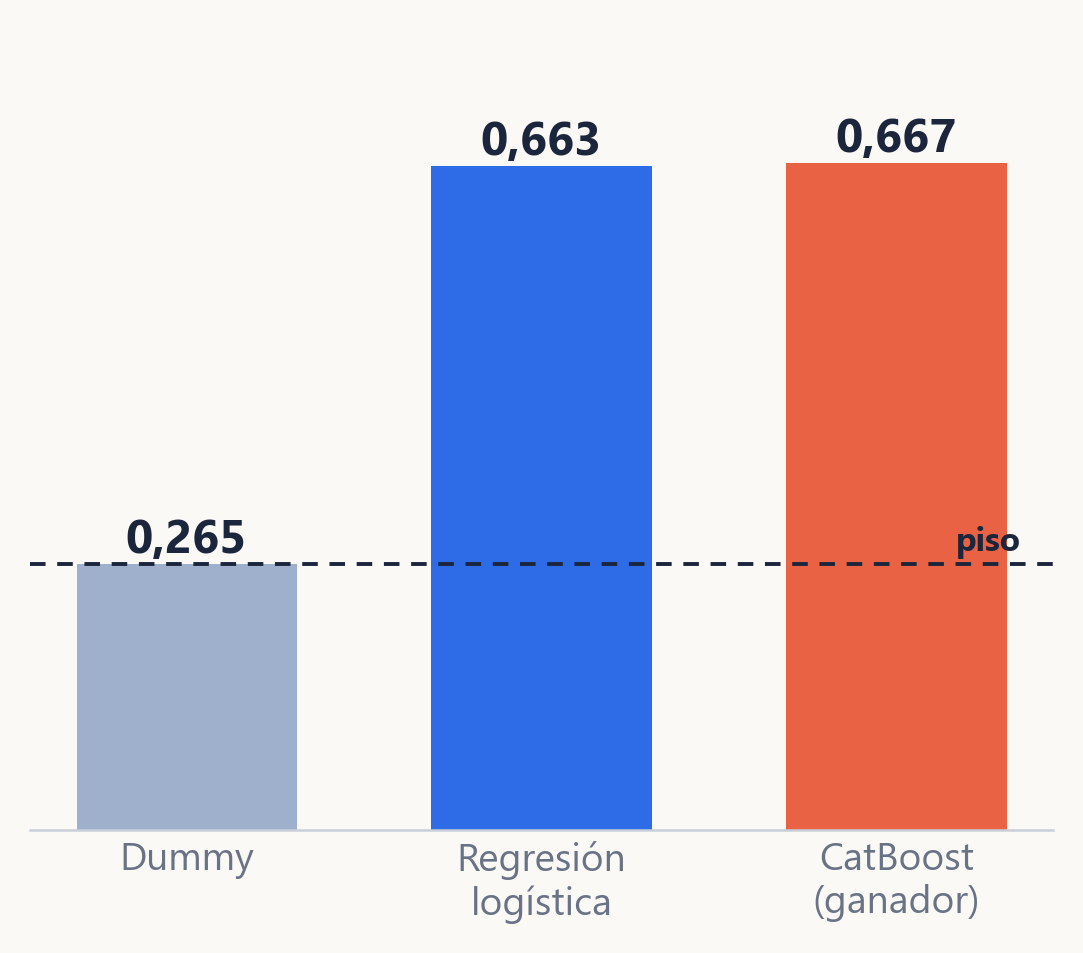 0,663
0,667
0,265
piso
Dummy
Regresión
logística
CatBoost
(ganador)